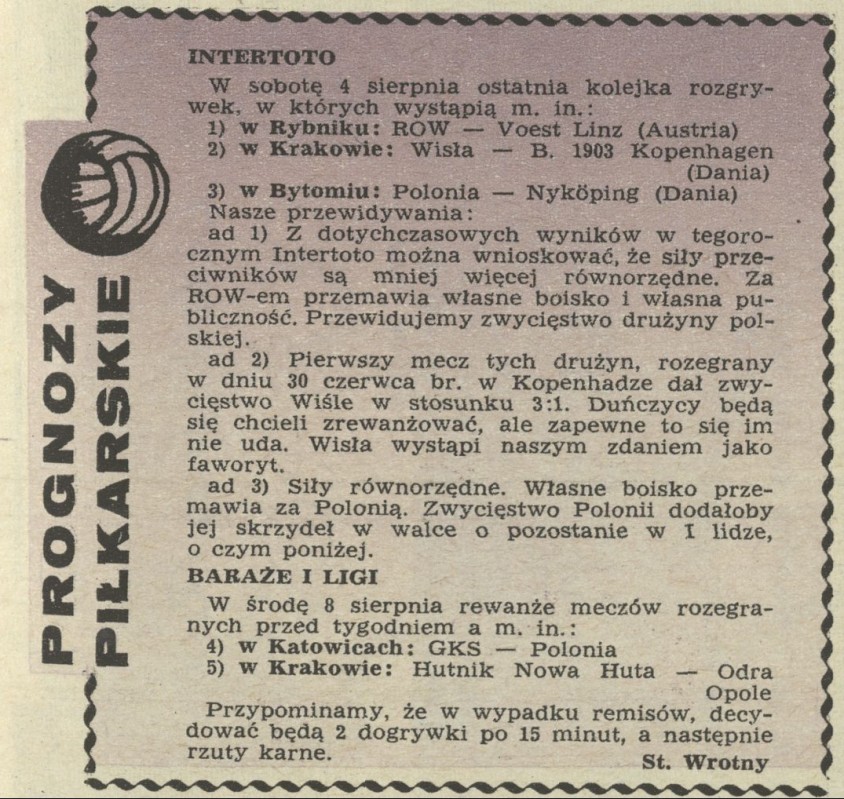 PROGNOZY
PIŁKARSKIE
INTERTOTO
W sobotę 4 sierpnia ostatnia kolejka rozgry-
wek, w których wystąpią m. in.:
1) w Rybniku: ROW — Voest Linz (Austria)
2) w Krakowie: Wisła — B. 1903 Kopenhagen
(Dania)
3) w Bytomiu: Polonia — Nyköping (Dania)
Nasze przewidywania:
ad 1) Z dotychczasowych wyników w tegoro-
cznym Intertoto można wnioskować, że siły prze-
ciwników są mniej więcej równorzędne. Za
ROW-em przemawia własne boisko i własna pu-
bliczność. Przewidujemy zwycięstwo drużyny pol-
skiej.
ad 2) Pierwszy mecz tych drużyn, rozegrany
w dniu 30 czerwca br. w Kopenhadze dał zwy-
cięstwo Wiśle w stosunku 3:1. Duńczycy będą
się chcieli zrewanżować, ale zapewne to się im
nie uda. Wisła wystąpi naszym zdaniem jako
faworyt.
ad 3) Siły równorzędne. Własne boisko prze-
mawia za Polonią. Zwycięstwo Polonii dodałoby
jej skrzydeł w walce o pozostanie w I lidze,
o czym poniżej.
BARAŻE I LIGI
W środę 8 sierpnia rewanże meczów rozegra-
nych przed tygodniem a m. in.:
4) w Katowicach: GKS — Polonia
5) w Krakowie: Hutnik Nowa Huta — Odra
Opole
Przypominamy, że w wypadku remisów, decy-
dować będą 2 dogrywki po 15 minut, a następnie
rzuty karne.
St. Wrotny